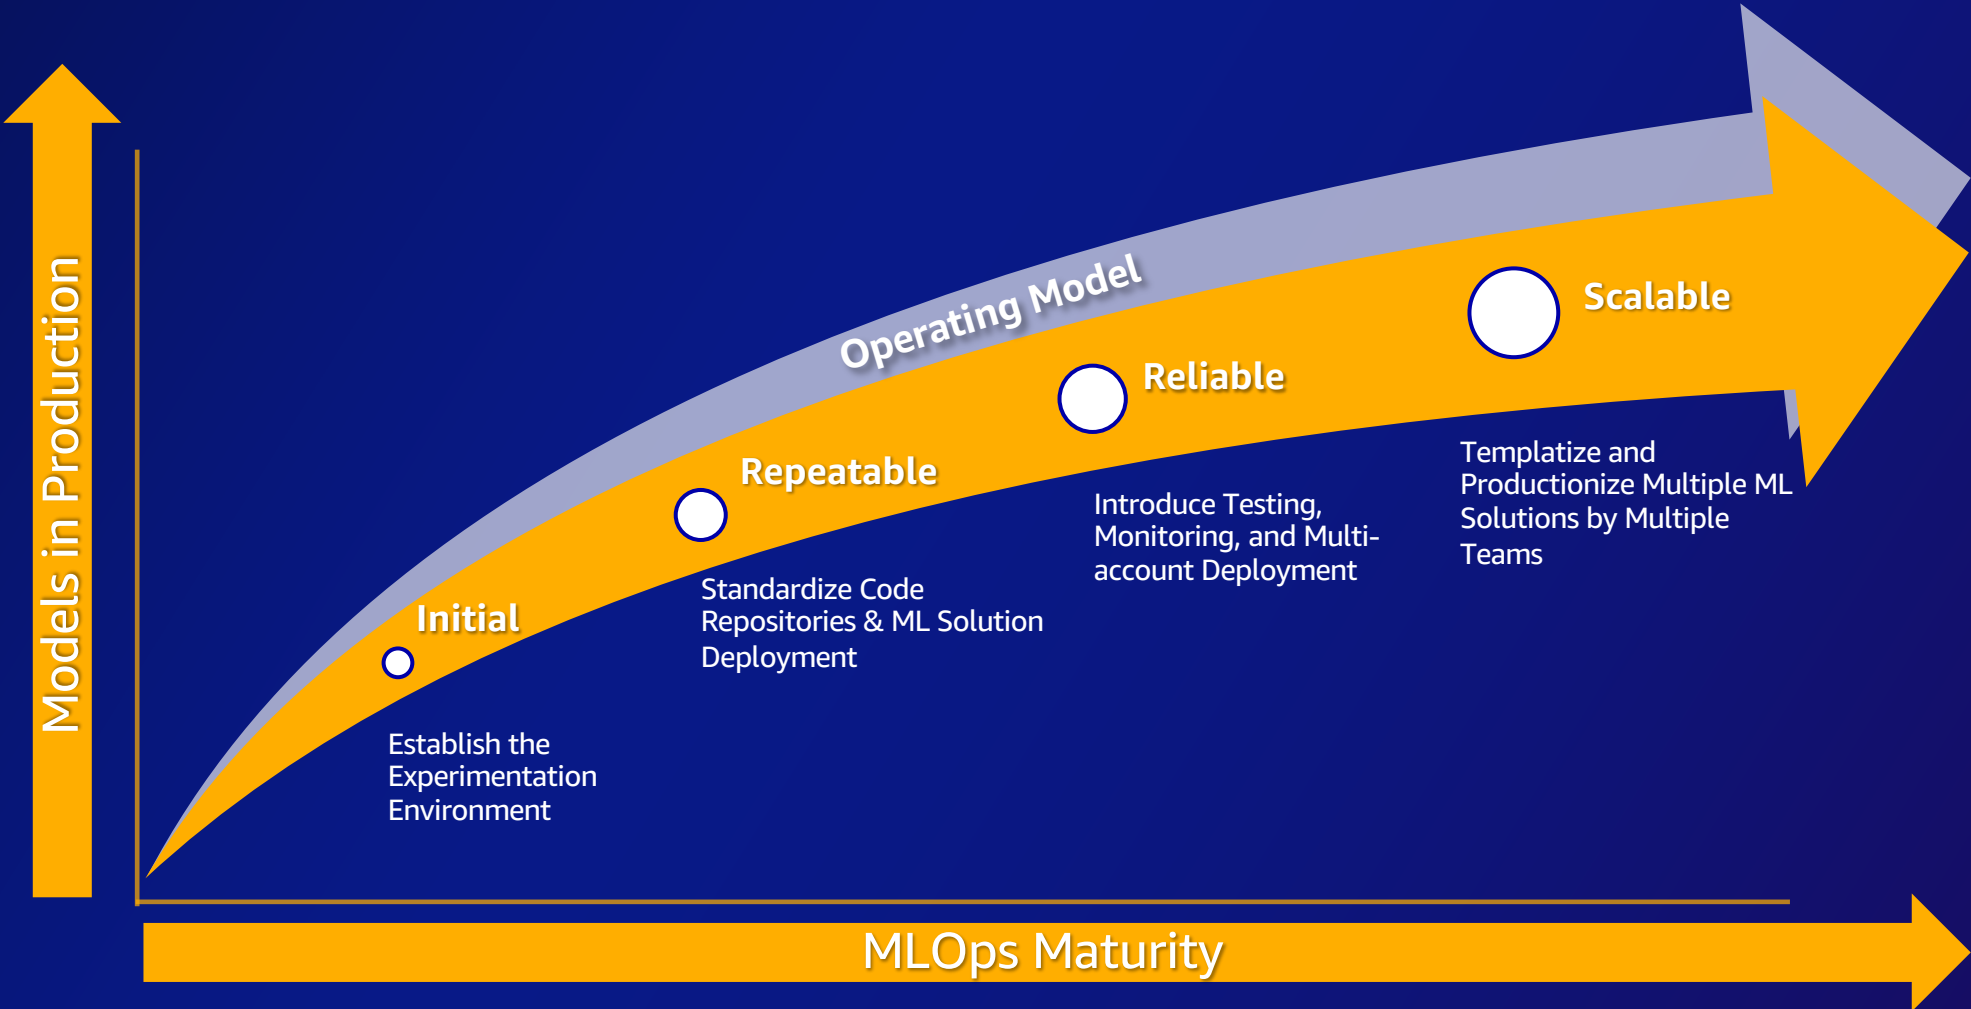 Models in Production
Operating Model
Initial
Establish the
Experimentation
Environment
Repeatable
Standardize Code
Repositories & ML Solution
Deployment
Reliable
Introduce Testing,
Monitoring, and Multi-
account Deployment
Scalable
Templatize and
Productionize Multiple ML
Solutions by Multiple
Teams
MLOps Maturity